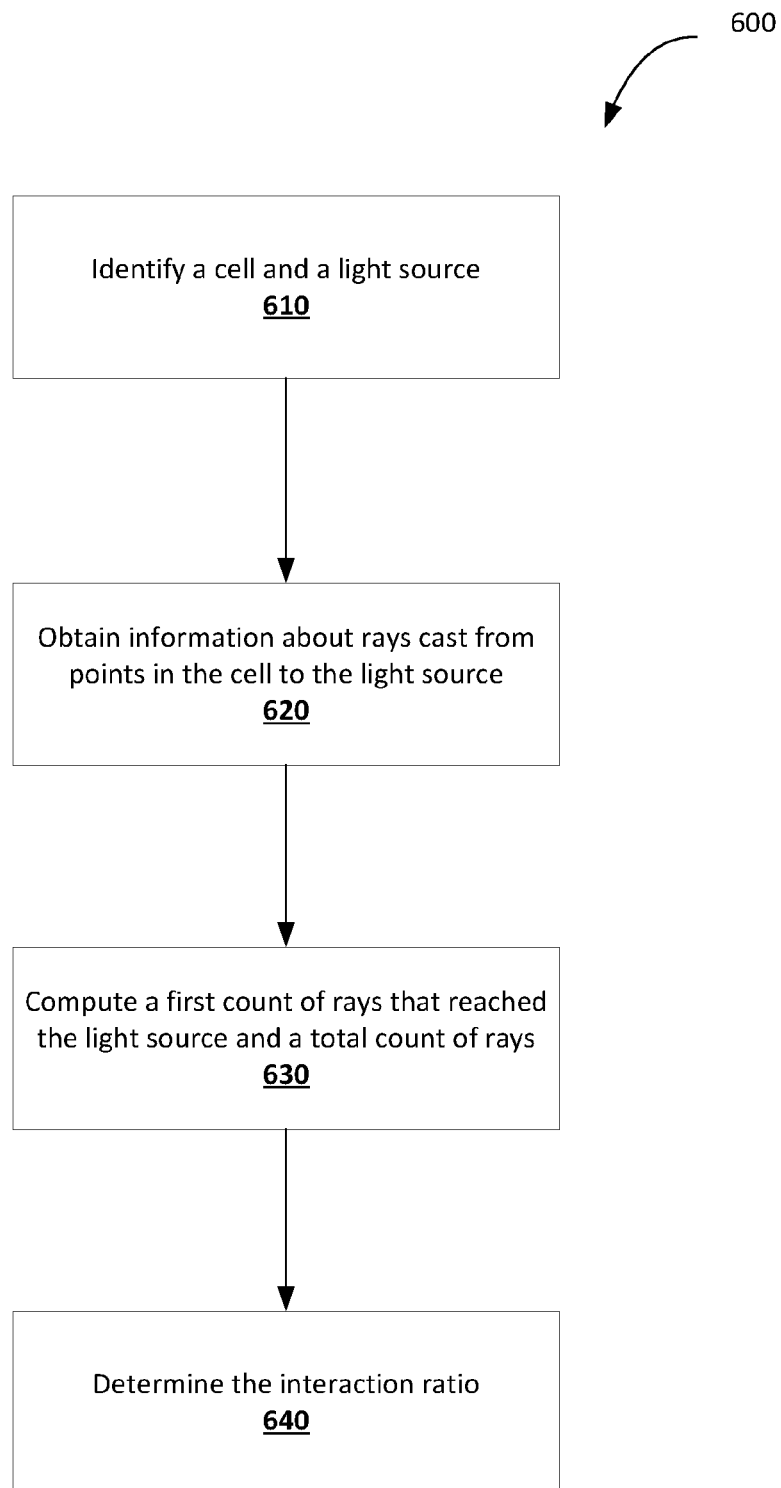 600
Identify a cell and a light source
610
Obtain information about rays cast from
points in the cell to the light source
620
Compute a first count of rays that reached
the light source and a total count of rays
630
Determine the interaction ratio
640